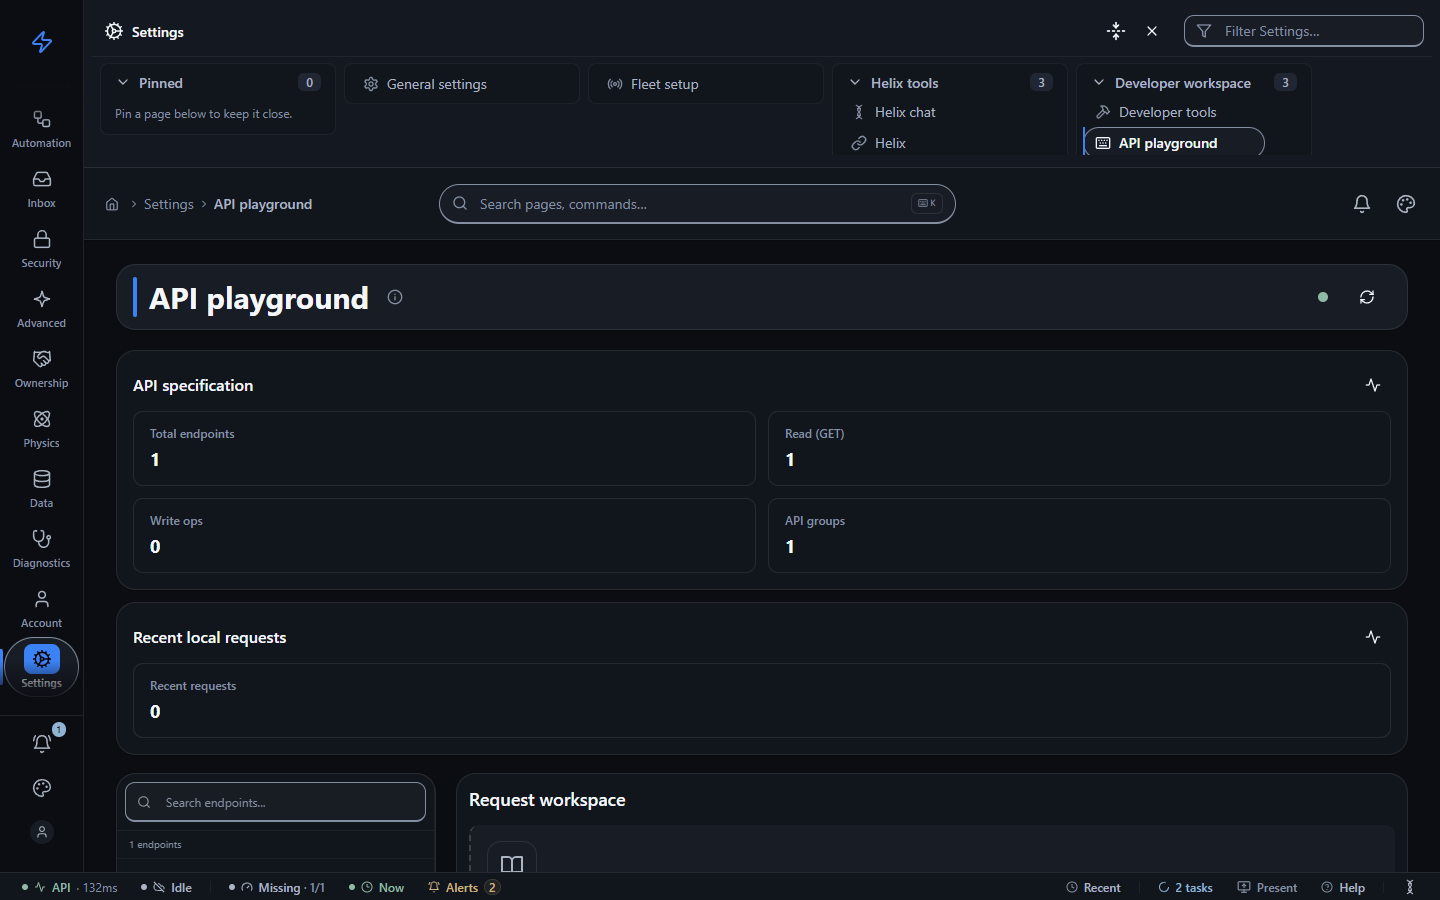 Settings
Filter Settings...
Pinned
0
Pin a page below to keep it close.
General settings
Fleet setup
Helix tools
3
Helix chat
Helix
Developer workspace
3
Developer tools
API playground
Automation
Inbox
Security
Advanced
Ownership
Physics
Data
Diagnostics
Account
Settings
1
Settings
API playground
Search pages, commands...
K
API playground
API specification
Total endpoints
1
Read (GET)
1
Write ops
0
API groups
1
Recent local requests
Recent requests
0
Search endpoints...
1 endpoints
Request workspace
API · 132ms
Idle
Missing · 1/1
Now
Alerts 2
Recent
2 tasks
Present
Help